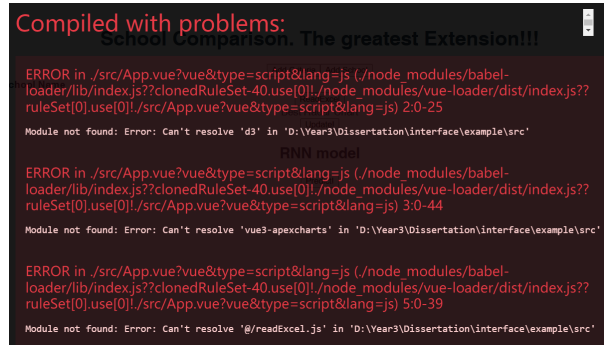 Compiled with problems:
School Comparison. The greatest Extension!!!
ERROR in ./src/App.vue?vue&type=script&lang=js (./node_modules/babel-
loader/lib/index.js??clonedRuleSet-40.use[0]!./node_modules/vue-loader/dist/index.js??
ruleSet[0].use[0]!./src/App.vue?vue&type=script&lang=js) 2:0-25
Module not found: Error: Can't resolve 'd3' in 'D:\Year3\Dissertation\interface\example\src'
RNN model
ERROR in ./src/App.vue?vue&type=script&lang=js (./node_modules/babel-
loader/lib/index.js??clonedRuleSet-40.use[0]!./node_modules/vue-loader/dist/index.js??
ruleSet[0].use[0]!./src/App.vue?vue&type=script&lang=js) 3:0-44
Module not found: Error: Can't resolve 'vue3-apexcharts' in 'D:\Year3\Dissertation\interface\example\src'
ERROR in ./src/App.vue?vue&type=script&lang=js (./node_modules/babel-
loader/lib/index.js??clonedRuleSet-40.use[0]!./node_modules/vue-loader/dist/index.js??
ruleSet[0].use[0]!./src/App.vue?vue&type=script&lang=js) 5:0-39
Module not found: Error: Can't resolve '@/readExcel.js' in 'D:\Year3\Dissertation\interface\example\src'